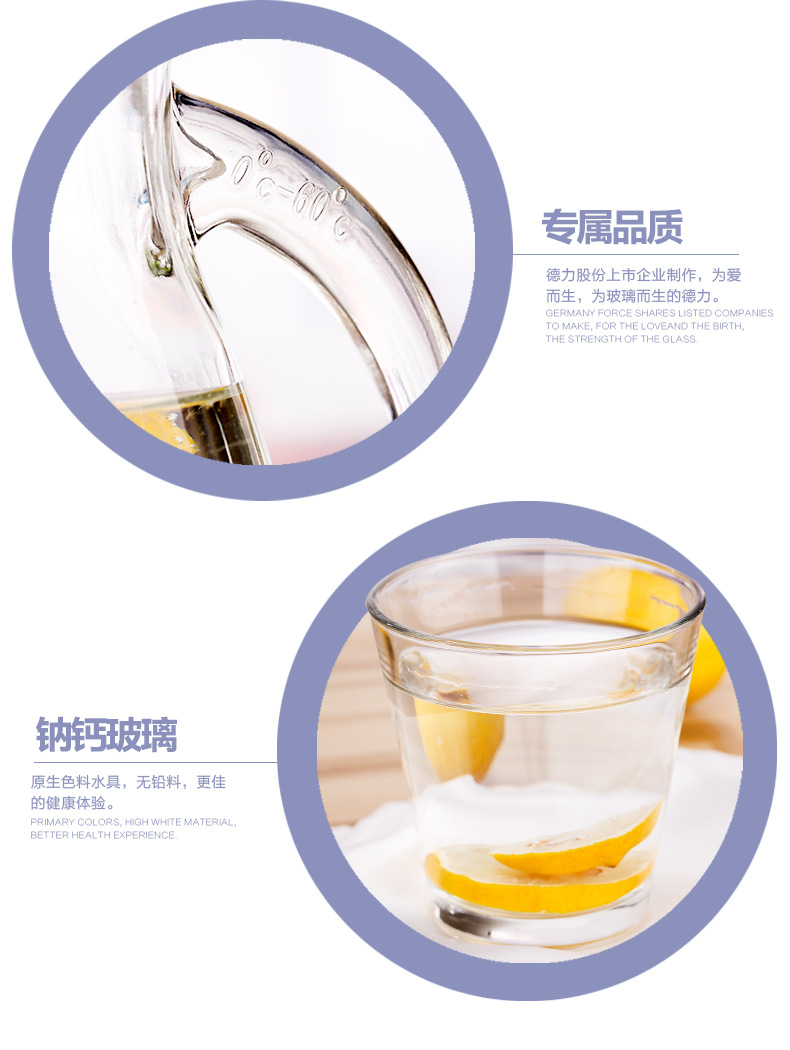 0°C-60°C
专属品质
德力股份上市企业制作，为爱
而生，为玻璃而生的德力。
GERMANY FORCE SHARES LISTED COMPANIES
TO MAKE, FOR THE LOVEAND THE BIRTH,
THE STRENGTH OF THE GLASS.
钠钙玻璃
原生色料水具，无铅料，更佳
的健康体验。
PRIMARY COLORS, HIGH WHITE MATERIAL,
BETTER HEALTH EXPERIENCE.